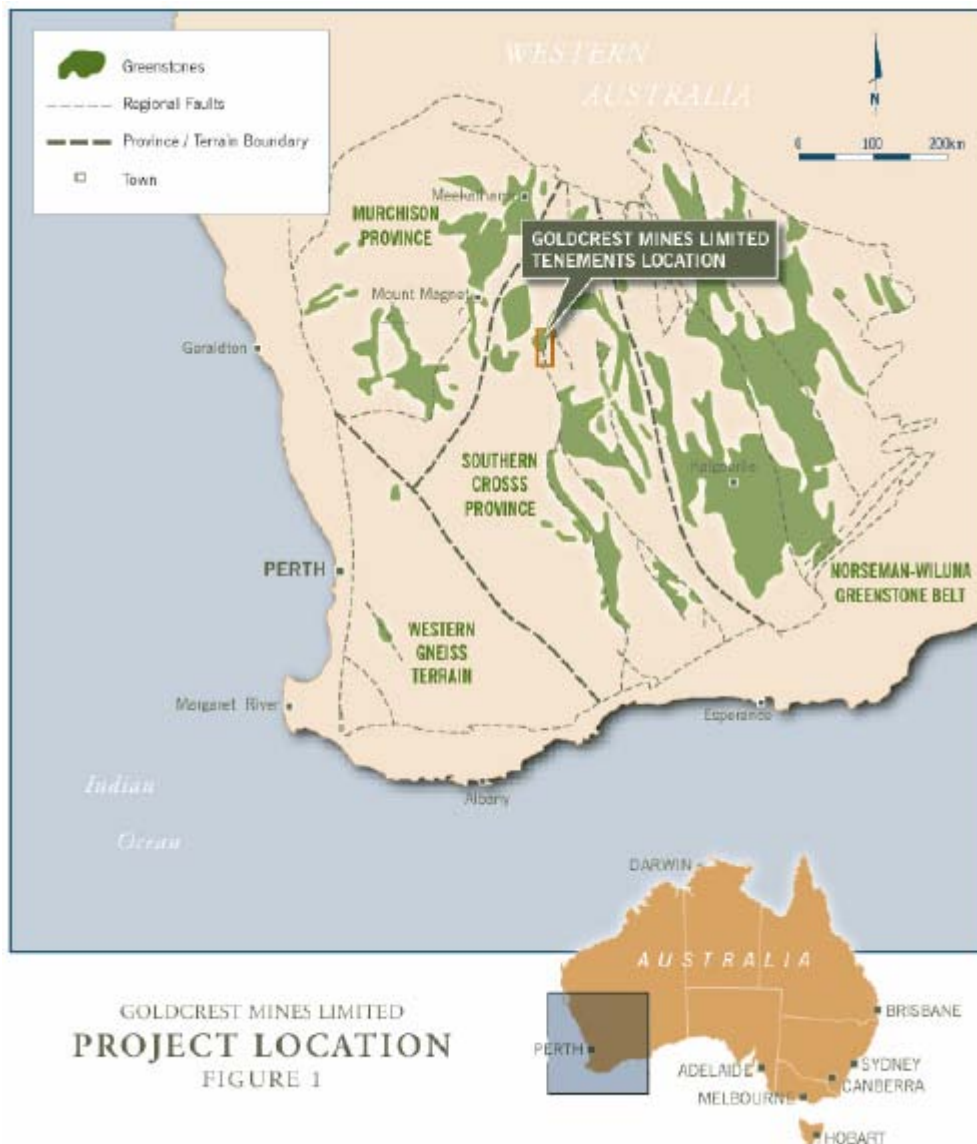 Greenstones
Regional Faults
Province / Terrain Boundary
Town
WESTERN
AUSTRALIA
N
0 100 200km
Meekatharra
MURCHISON
PROVINCE
GOLDCREST MINES LIMITED
TENEMENTS LOCATION
Mount Magnet
Geraldton
SOUTHERN
CROSSS
PROVINCE
Kalgoorlie
PERTH
NORSEMAN-WILUNA
GREENSTONE BELT
WESTERN
GNEISS
TERRAIN
Margaret River
Esperance
Albany
Indian
Ocean
DARWIN
AUSTRALIA
BRISBANE
PERTH
ADELAIDE
SYDNEY
CANBERRA
MELBOURNE
HOBART
GOLDCREST MINES LIMITED
PROJECT LOCATION
FIGURE 1